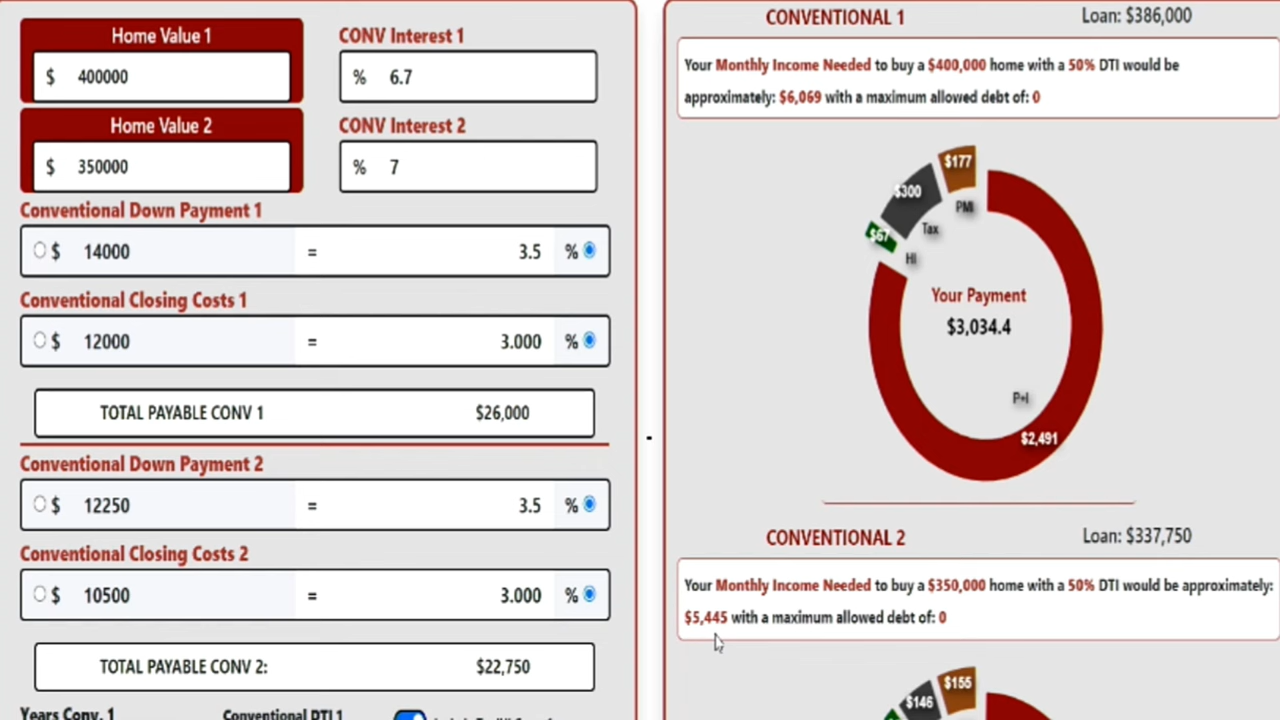 Home Value 1
$ 400000
CONV Interest 1
% 6.7
Home Value 2
$ 350000
CONV Interest 2
% 7
Conventional Down Payment 1
$ 14000 = 3.5 %
Conventional Closing Costs 1
$ 12000 = 3.000 %
TOTAL PAYABLE CONV 1 $26,000
Conventional Down Payment 2
$ 12250 = 3.5 %
Conventional Closing Costs 2
$ 10500 = 3.000 %
TOTAL PAYABLE CONV 2: $22,750
Years Conv. 1
Conventional DTI 1
CONVENTIONAL 1 Loan: $386,000
Your Monthly Income Needed to buy a $400,000 home with a 50% DTI would be
approximately: $6,069 with a maximum allowed debt of: 0
$177
$300
PMI
Tax
$67
HI
Your Payment
$3,034.4
P+I
$2,491
CONVENTIONAL 2 Loan: $337,750
Your Monthly Income Needed to buy a $350,000 home with a 50% DTI would be approximately:
$5,445 with a maximum allowed debt of: 0
$155
$146